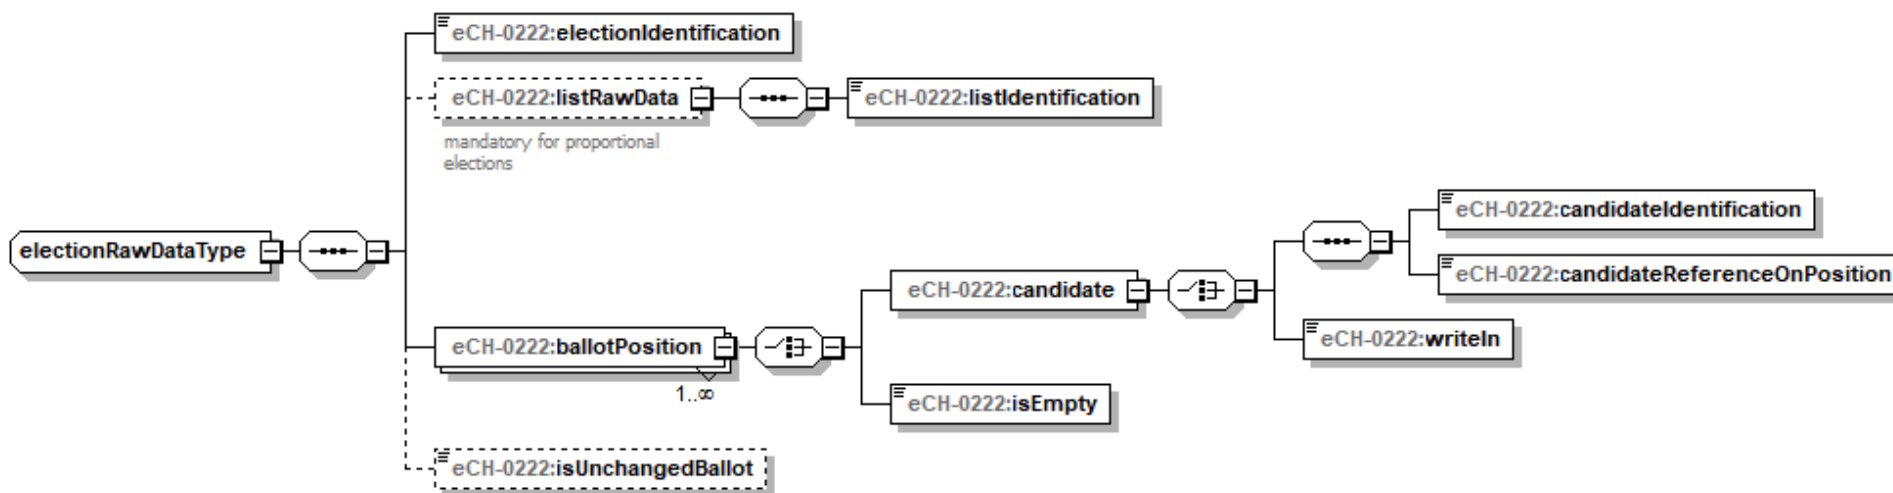 eCH-0222:electionIdentification
eCH-0222:listRawData
eCH-0222:listIdentification
mandatory for proportional
elections
electionRawDataType
eCH-0222:candidateIdentification
eCH-0222:candidateReferenceOnPosition
eCH-0222:candidate
eCH-0222:writeIn
eCH-0222:ballotPosition
1..∞
eCH-0222:isEmpty
eCH-0222:isUnchangedBallot